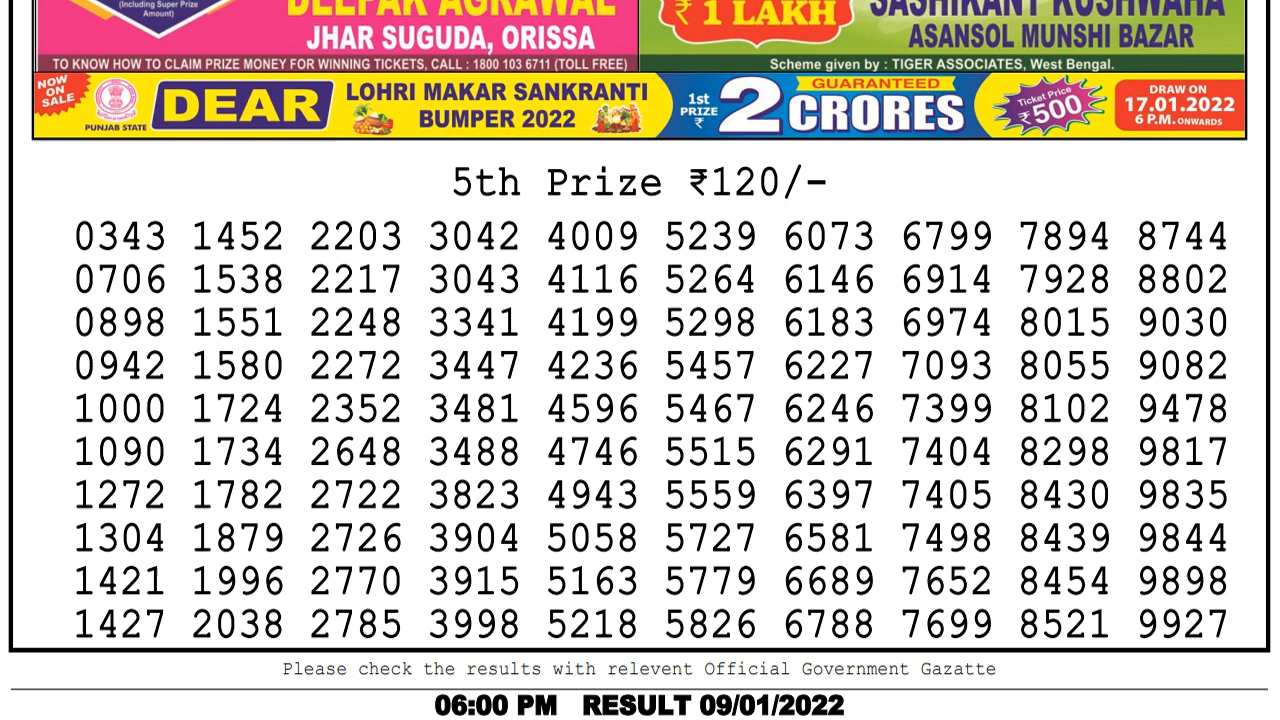 (Including Super Prize
Amount)
DEEPAK AGRAWAL
JHAR SUGUDA, ORISSA
TO KNOW HOW TO CLAIM PRIZE MONEY FOR WINNING TICKETS, CALL : 1800 103 6711 (TOLL FREE)
₹ 1 LAKH
SASHIKANT KUSHWAHA
ASANSOL MUNSHI BAZAR
Scheme given by : TIGER ASSOCIATES, West Bengal.
NOW
ON
SALE
PUNJAB STATE
DEAR
LOHRI MAKAR SANKRANTI
BUMPER 2022
1st
PRIZE
₹
2
GUARANTEED
CRORES
Ticket Price
₹500
DRAW ON
17.01.2022
6 P.M. ONWARDS
5th Prize ₹120/-
0343 1452 2203 3042 4009 5239 6073 6799 7894 8744
0706 1538 2217 3043 4116 5264 6146 6914 7928 8802
0898 1551 2248 3341 4199 5298 6183 6974 8015 9030
0942 1580 2272 3447 4236 5457 6227 7093 8055 9082
1000 1724 2352 3481 4596 5467 6246 7399 8102 9478
1090 1734 2648 3488 4746 5515 6291 7404 8298 9817
1272 1782 2722 3823 4943 5559 6397 7405 8430 9835
1304 1879 2726 3904 5058 5727 6581 7498 8439 9844
1421 1996 2770 3915 5163 5779 6689 7652 8454 9898
1427 2038 2785 3998 5218 5826 6788 7699 8521 9927
Please check the results with relevent Official Government Gazatte
06:00 PM RESULT 09/01/2022